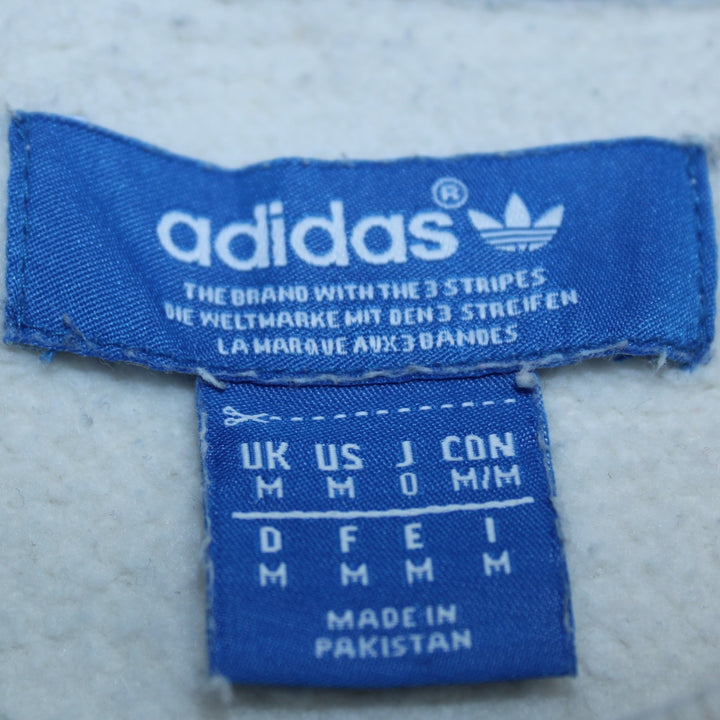 adidas®
THE BRAND WITH THE 3 STRIPES
DIE WELTMARKE MIT DEN 3 STREIFEN
LA MARQUE AUX 3 BANDES
UK US J CDN
M M O M/M
D F E I
M M M M
MADE IN
PAKISTAN